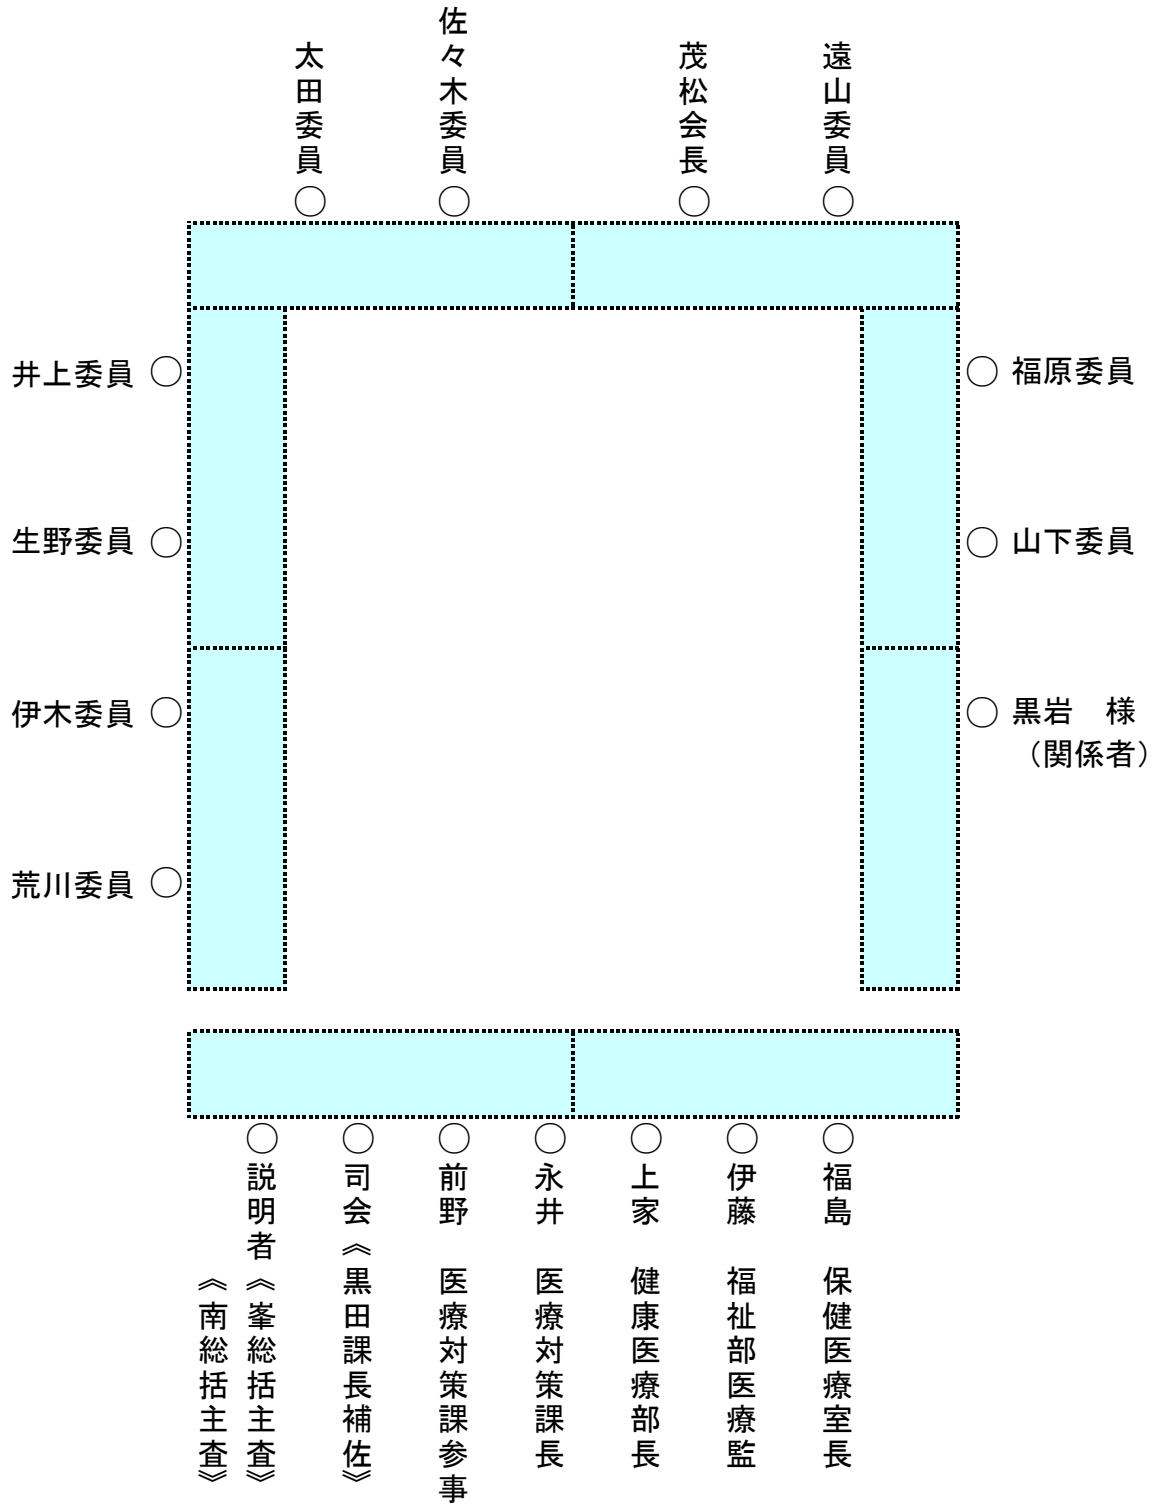 太田委員
佐々木委員
茂松会長
遠山委員
井上委員
生野委員
伊木委員
荒川委員
福原委員
山下委員
黒岩　様
（関係者）
福島　保健医療室長
伊藤　福祉部医療監
上家　健康医療部長
永井　医療対策課長
前野　医療対策課参事
司会《黒田課長補佐》
説明者《峯総括主査》
《南総括主査》